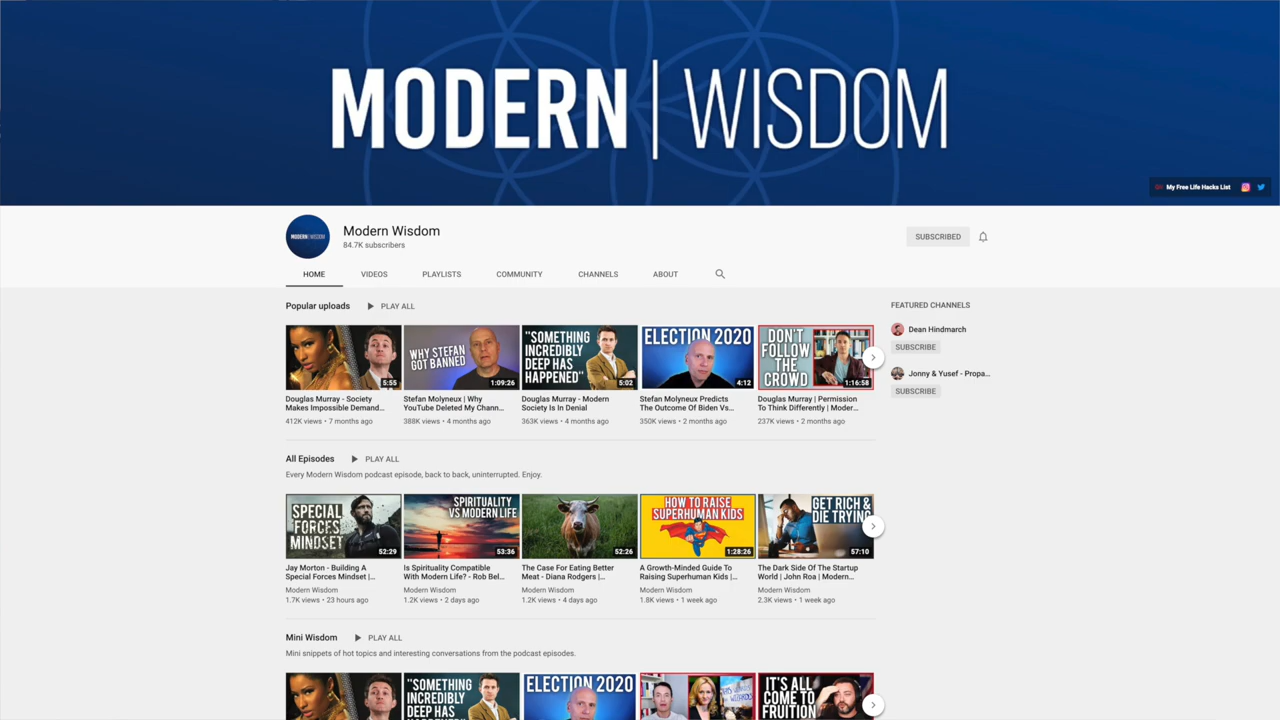 MODERN | WISDOM
My Free Life Hacks List
MODERN|WISDOM
Modern Wisdom
84.7K subscribers
SUBSCRIBED
HOME
VIDEOS
PLAYLISTS
COMMUNITY
CHANNELS
ABOUT
Popular uploads
PLAY ALL
5:55
Douglas Murray - Society
Makes Impossible Demand...
412K views • 7 months ago
WHY STEFAN
GOT BANNED
1:09:26
Stefan Molyneux | Why
YouTube Deleted My Chann...
388K views • 4 months ago
"SOMETHING
INCREDIBLY
DEEP HAS
HAPPENED"
5:02
Douglas Murray - Modern
Society Is In Denial
363K views • 4 months ago
ELECTION 2020
4:12
Stefan Molyneux Predicts
The Outcome Of Biden Vs...
350K views • 2 months ago
DON'T
FOLLOW
THE
CROWD
1:16:58
Douglas Murray | Permission
To Think Differently | Moder...
237K views • 2 months ago
FEATURED CHANNELS
Dean Hindmarch
SUBSCRIBE
Jonny & Yusef - Propa...
SUBSCRIBE
All Episodes
PLAY ALL
Every Modern Wisdom podcast episode, back to back, uninterrupted. Enjoy.
SPECIAL
FORCES
MINDSET
52:29
Jay Morton - Building A
Special Forces Mindset |...
Modern Wisdom
1.7K views • 23 hours ago
SPIRITUALITY
VS MODERN LIFE
53:36
Is Spirituality Compatible
With Modern Life? - Rob Bel...
Modern Wisdom
1.2K views • 2 days ago
52:26
The Case For Eating Better
Meat - Diana Rodgers |...
Modern Wisdom
1.2K views • 4 days ago
HOW TO RAISE
SUPERHUMAN KIDS
1:28:26
A Growth-Minded Guide To
Raising Superhuman Kids |...
Modern Wisdom
1.8K views • 1 week ago
GET RICH &
DIE TRYING
57:10
The Dark Side Of The Startup
World | John Roa | Modern...
Modern Wisdom
2.3K views • 1 week ago
Mini Wisdom
PLAY ALL
Mini snippets of hot topics and interesting conversations from the podcast episodes.
"SOMETHING
INCREDIBLY
DEEP HAS
ELECTION 2020
IT'S ALL
COME TO
FRUITION